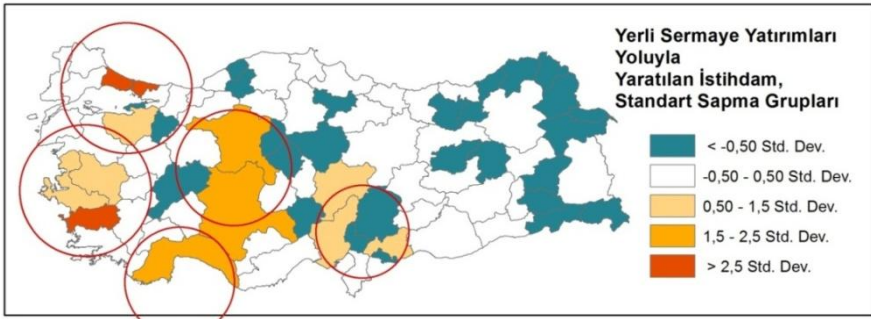 Yerli Sermaye Yatırımları
Yoluyla
Yaratılan İstihdam,
Standart Sapma Grupları
< -0,50 Std. Dev.
-0,50 - 0,50 Std. Dev.
0,50 - 1,5 Std. Dev.
1,5 - 2,5 Std. Dev.
> 2,5 Std. Dev.